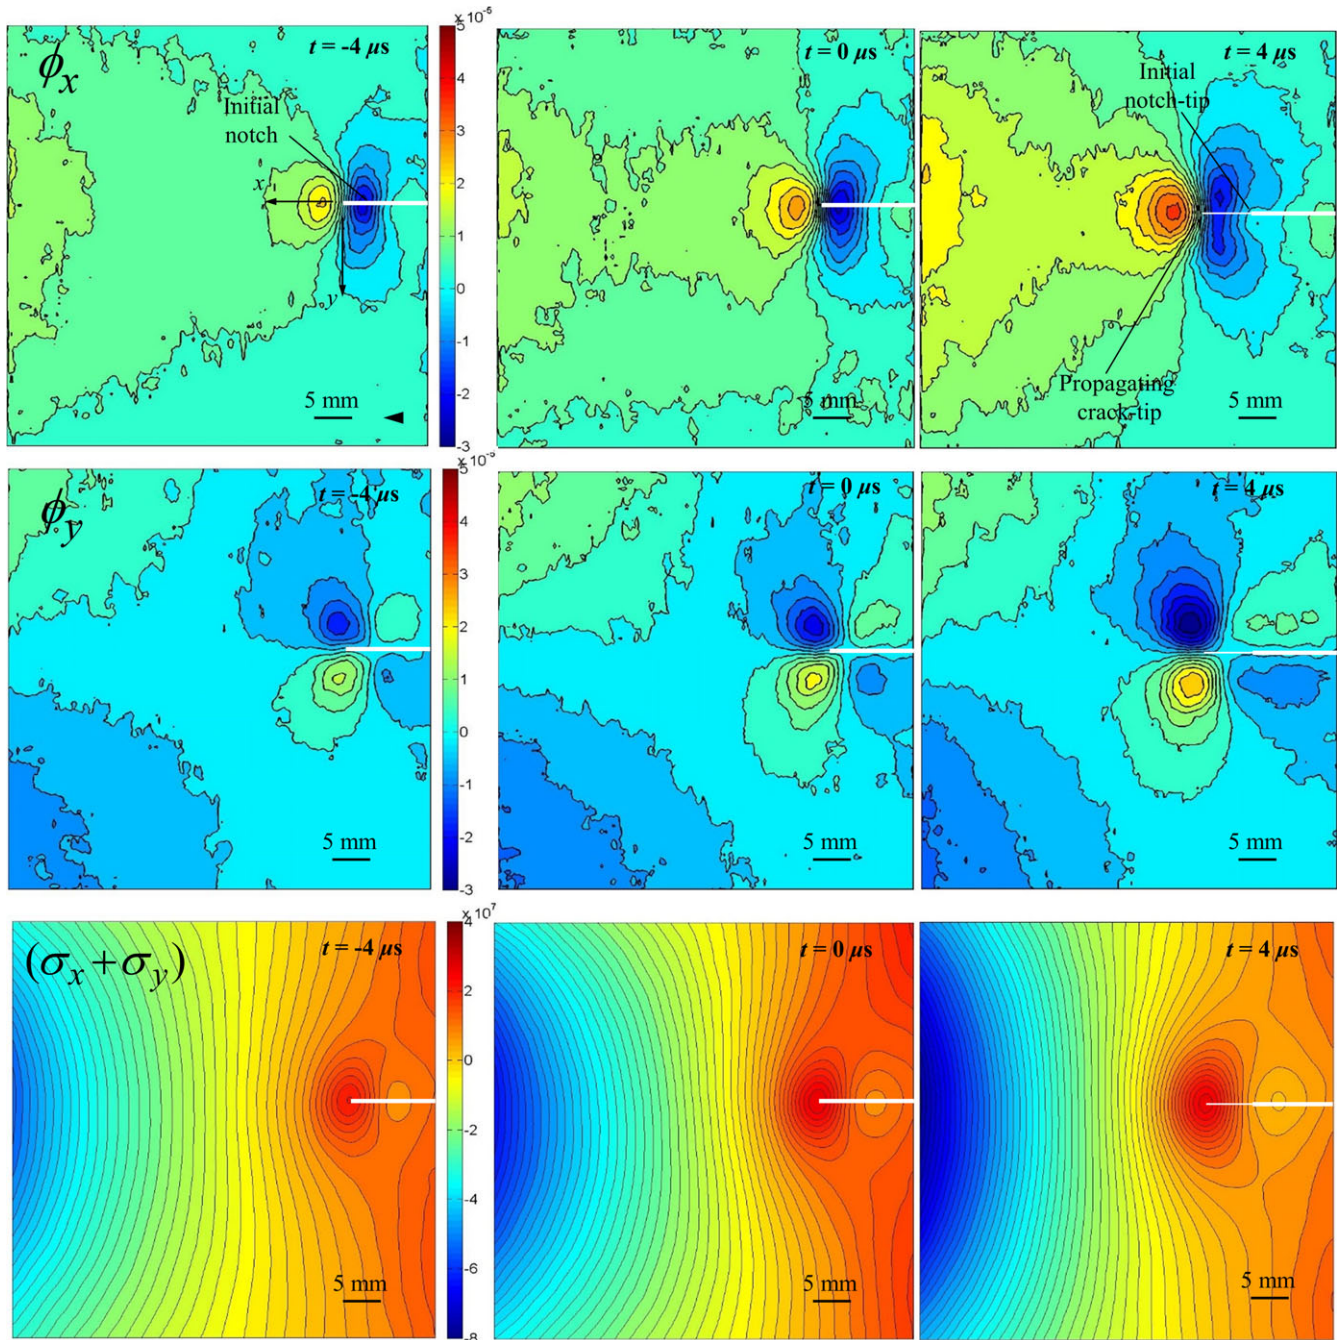 ϕx
t = -4 μs
Initial
notch
x
y
5 mm
× 10⁻⁵
5
4
3
2
1
0
-1
-2
-3
t = 0 μs
5 mm
t = 4 μs
Initial
notch-tip
Propagating
crack-tip
5 mm
ϕy
t = -4 μs
5 mm
5
4
3
2
1
0
-1
-2
-3
t = 0 μs
5 mm
t = 4 μs
5 mm
(σx + σy)
t = -4 μs
5 mm
× 10⁷
4
2
0
-2
-4
-6
-8
t = 0 μs
5 mm
t = 4 μs
5 mm